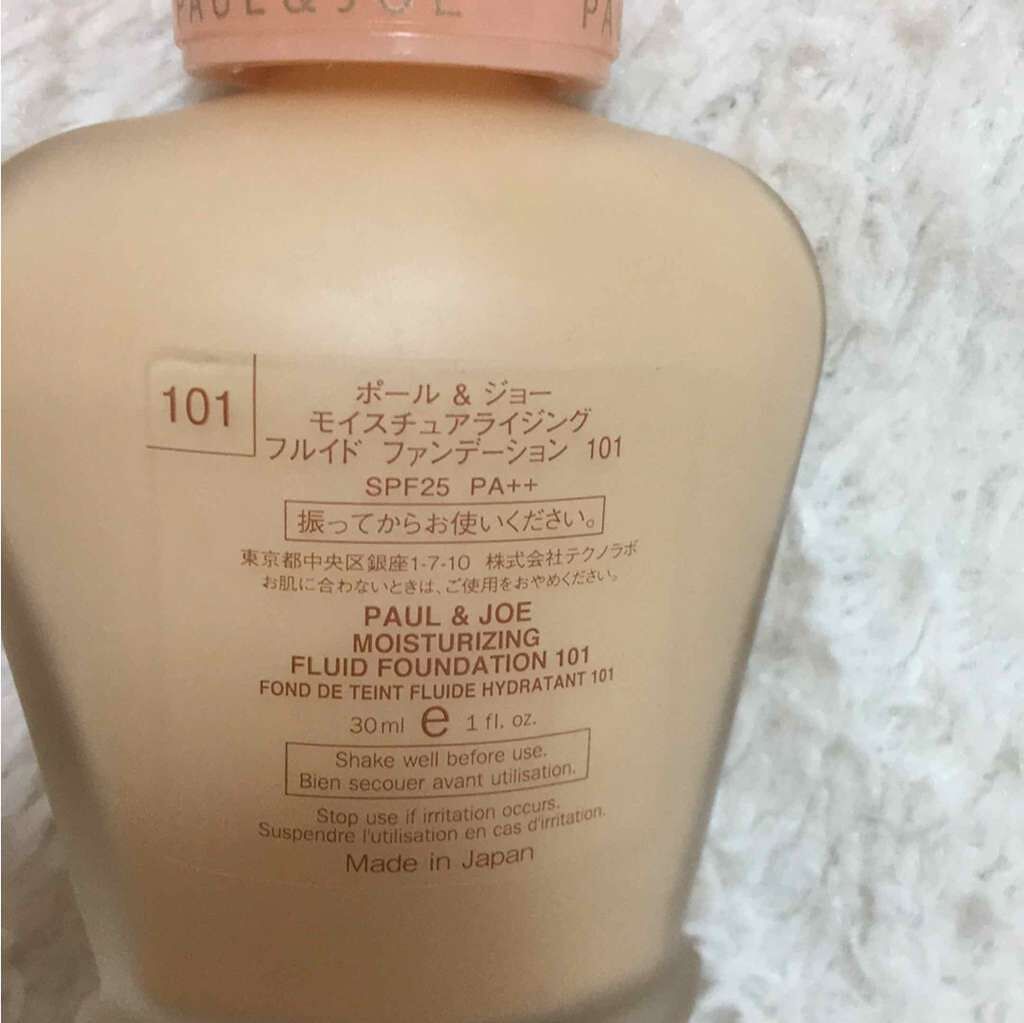 PAUL & JOE PA
101
ポール & ジョー
モイスチュアライジング
フルイド ファンデーション 101
SPF25 PA++
振ってからお使いください。
東京都中央区銀座1-7-10 株式会社テクノラボ
お肌に合わないときは、ご使用をおやめください。
PAUL & JOE
MOISTURIZING
FLUID FOUNDATION 101
FOND DE TEINT FLUIDE HYDRATANT 101
30ml e 1 fl. oz.
Shake well before use.
Bien secouer avant utilisation.
Stop use if irritation occurs.
Suspendre l'utilisation en cas d'irritation.
Made in Japan